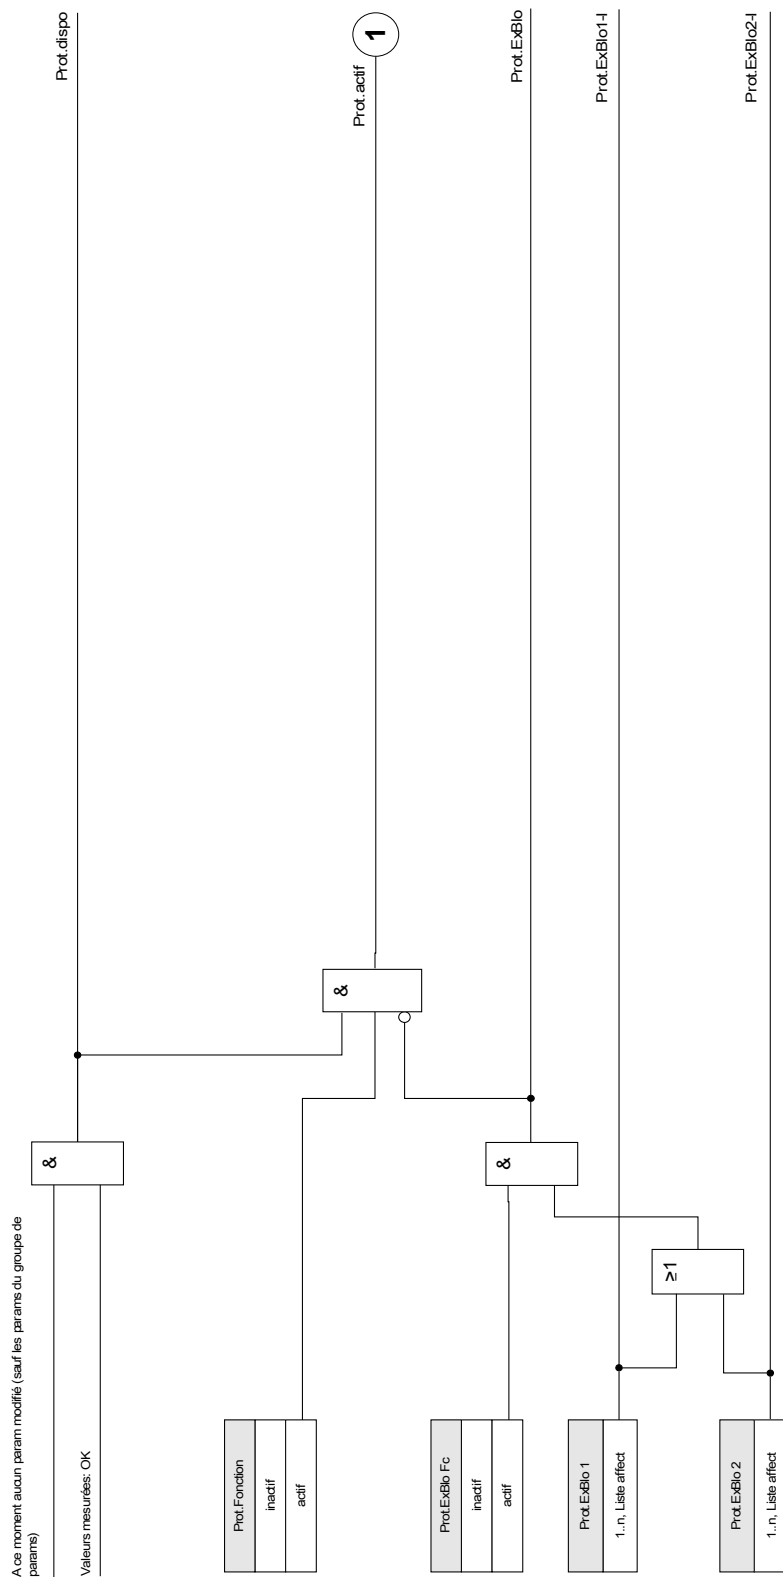 Prot.dispo
Prot.actif
1
Prot.ExBlo
Prot.ExBlo1-I
Prot.ExBlo2-I
&
&
&
≥1
A ce moment aucun param modifié (sauf les params du groupe de
params)
Valeurs mesurées: OK
Prot.Fonction
inactif
actif
Prot.ExBlo Fc
inactif
actif
Prot.ExBlo 1
1..n, Liste affect
Prot.ExBlo 2
1..n, Liste affect